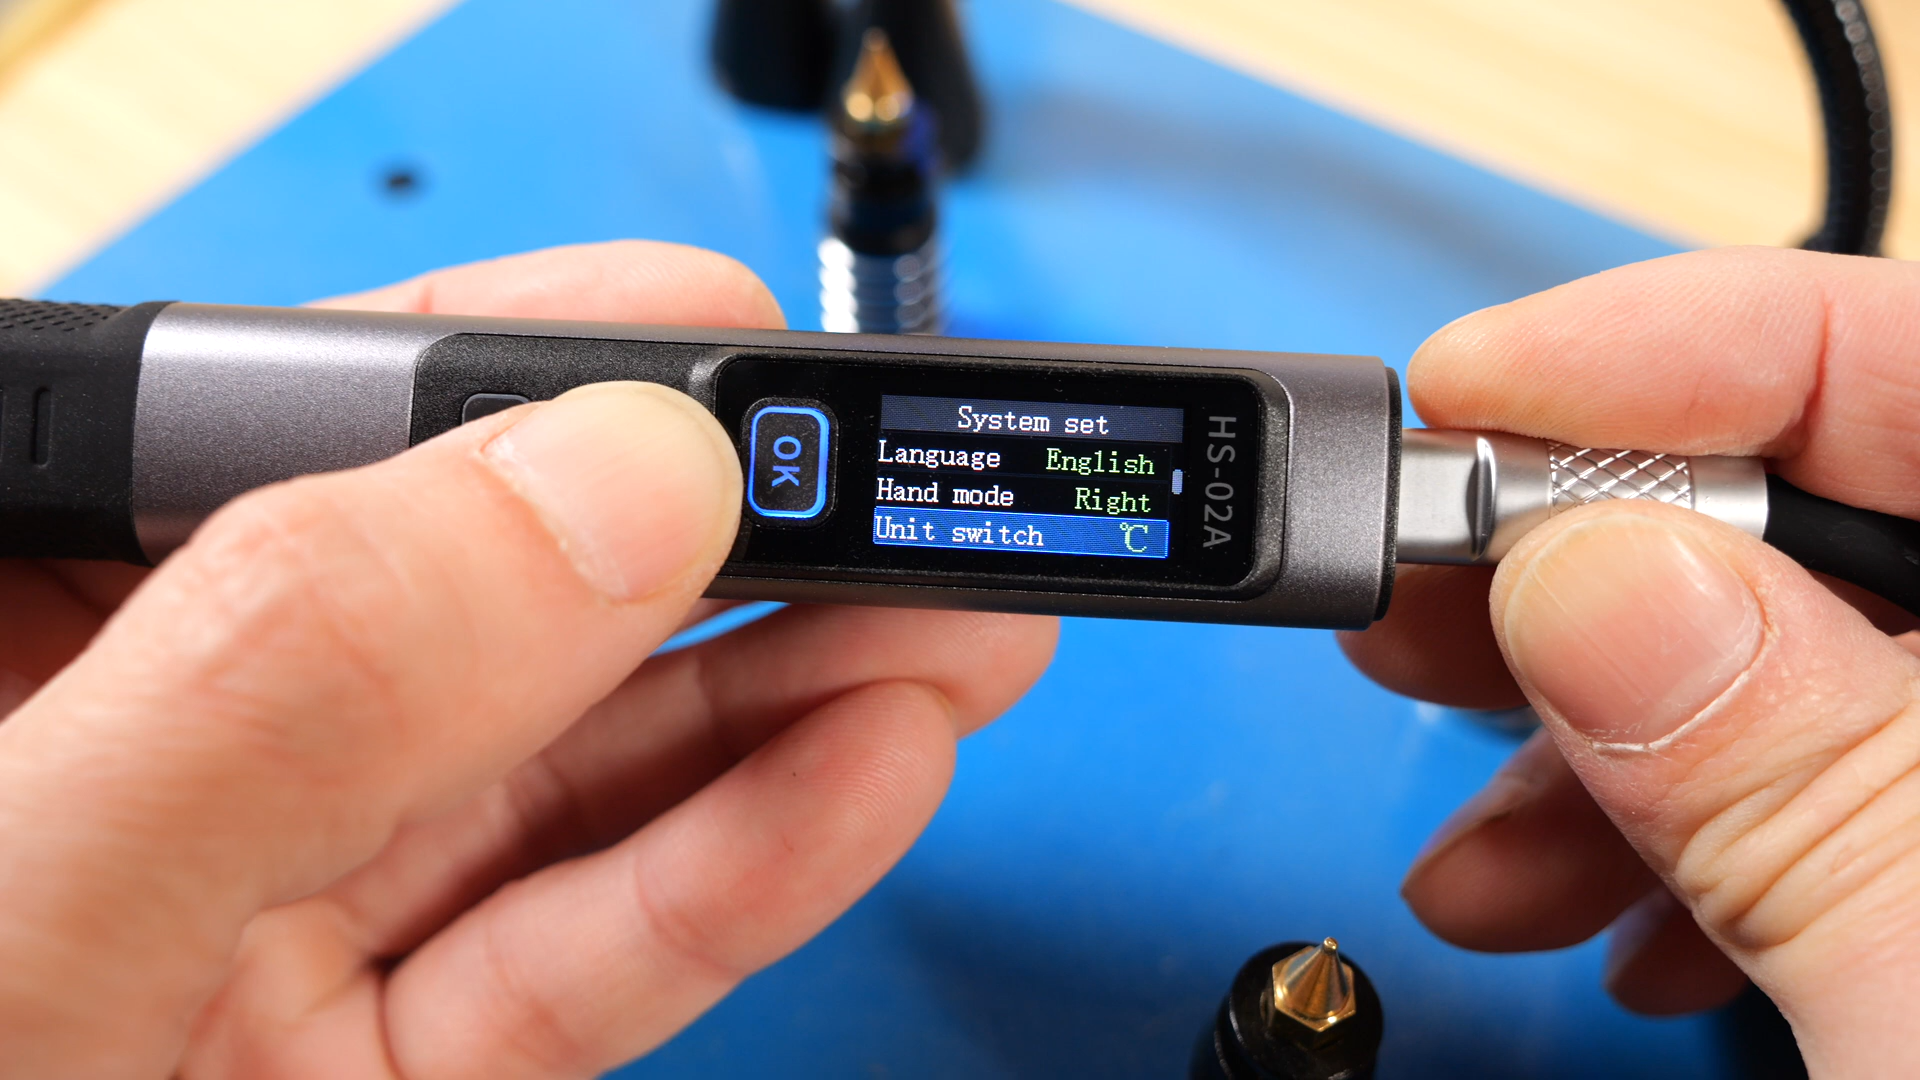 OK
System set
Language English
Hand mode Right
Unit switch ℃
HS-02A